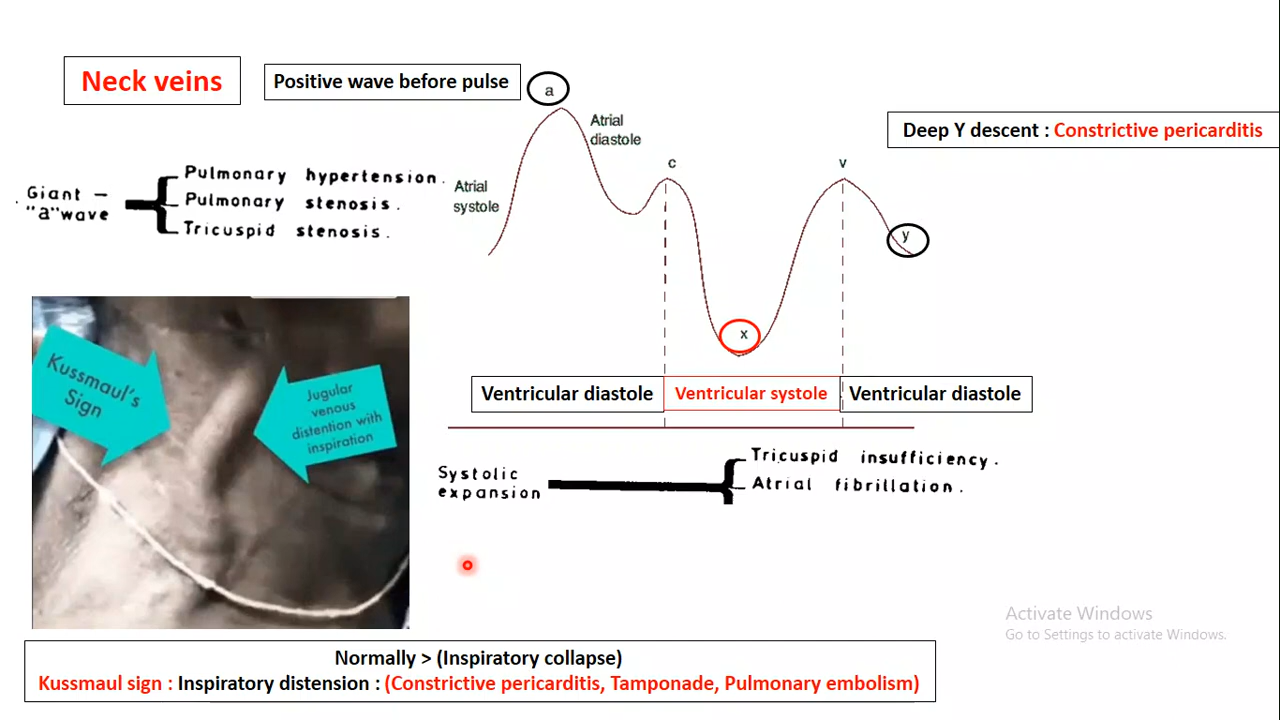 Neck veins
Positive wave before pulse
a
Atrial
diastole
Deep Y descent : Constrictive pericarditis
c
v
Giant –
"a" wave
Pulmonary hypertension.
Pulmonary stenosis.
Tricuspid stenosis.
Atrial
systole
y
x
Kussmaul's
Sign
Jugular
venous
distention with
inspiration
Ventricular diastole
Ventricular systole
Ventricular diastole
Systolic
expansion
Tricuspid insufficiency.
Atrial fibrillation.
Activate Windows
Go to Settings to activate Windows.
Normally > (Inspiratory collapse)
Kussmaul sign : Inspiratory distension : (Constrictive pericarditis, Tamponade, Pulmonary embolism)